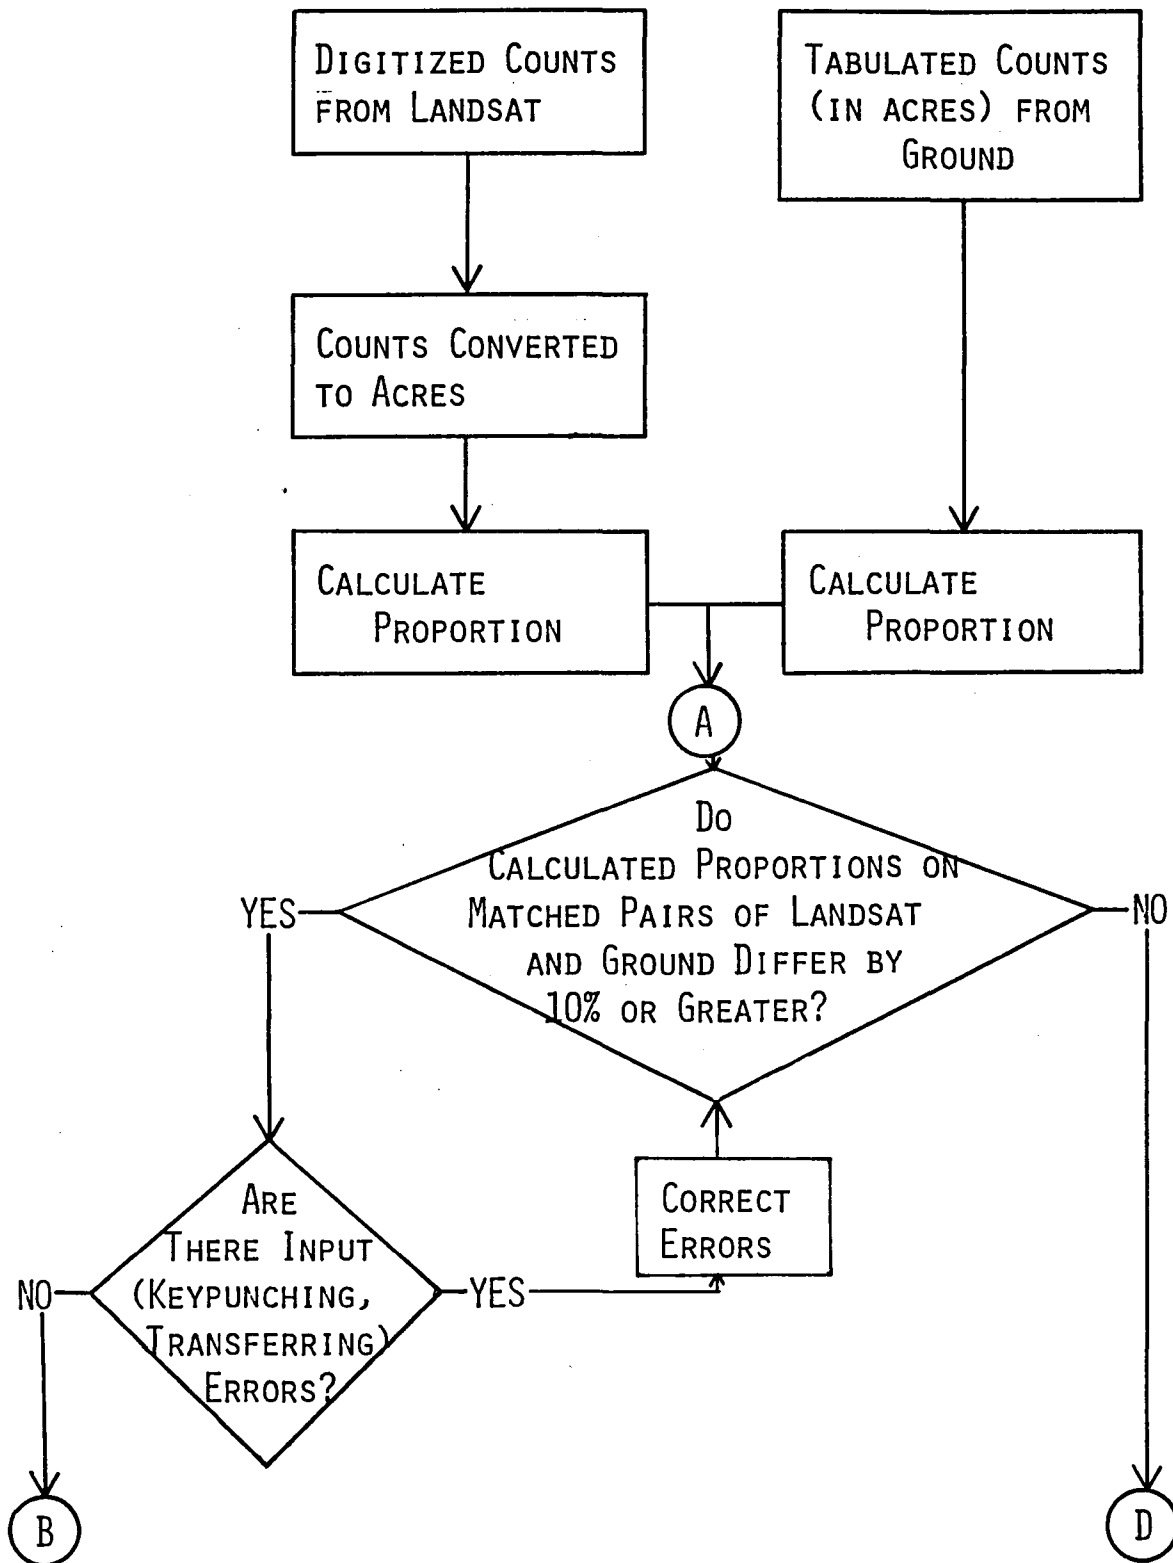 DIGITIZED COUNTS
FROM LANDSAT
TABULATED COUNTS
(IN ACRES) FROM
GROUND
COUNTS CONVERTED
TO ACRES
CALCULATE
PROPORTION
CALCULATE
PROPORTION
A
DO
CALCULATED PROPORTIONS ON
MATCHED PAIRS OF LANDSAT
AND GROUND DIFFER BY
10% OR GREATER?
YES
NO
ARE
THERE INPUT
(KEYPUNCHING,
TRANSFERRING)
ERRORS?
NO
YES
CORRECT
ERRORS
B
D